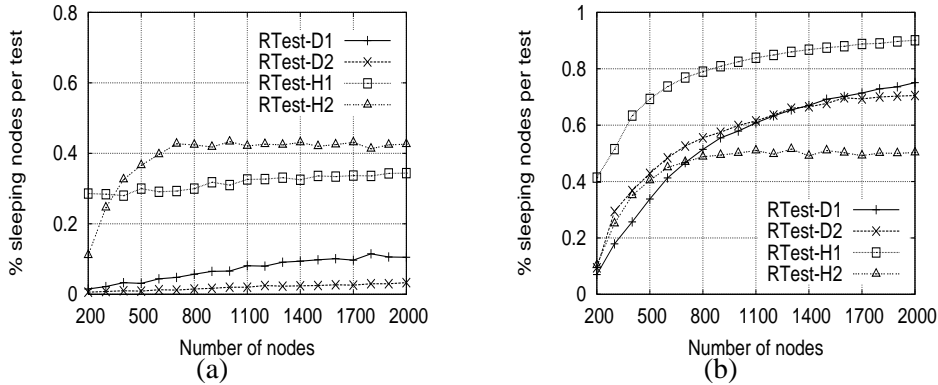 % sleeping nodes per test
0.8
0.6
0.4
0.2
0
RTest-D1
RTest-D2
RTest-H1
RTest-H2
200 500 800 1100 1400 1700 2000
Number of nodes
(a)
% sleeping nodes per test
1
0.8
0.6
0.4
0.2
0
RTest-D1
RTest-D2
RTest-H1
RTest-H2
200 500 800 1100 1400 1700 2000
Number of nodes
(b)